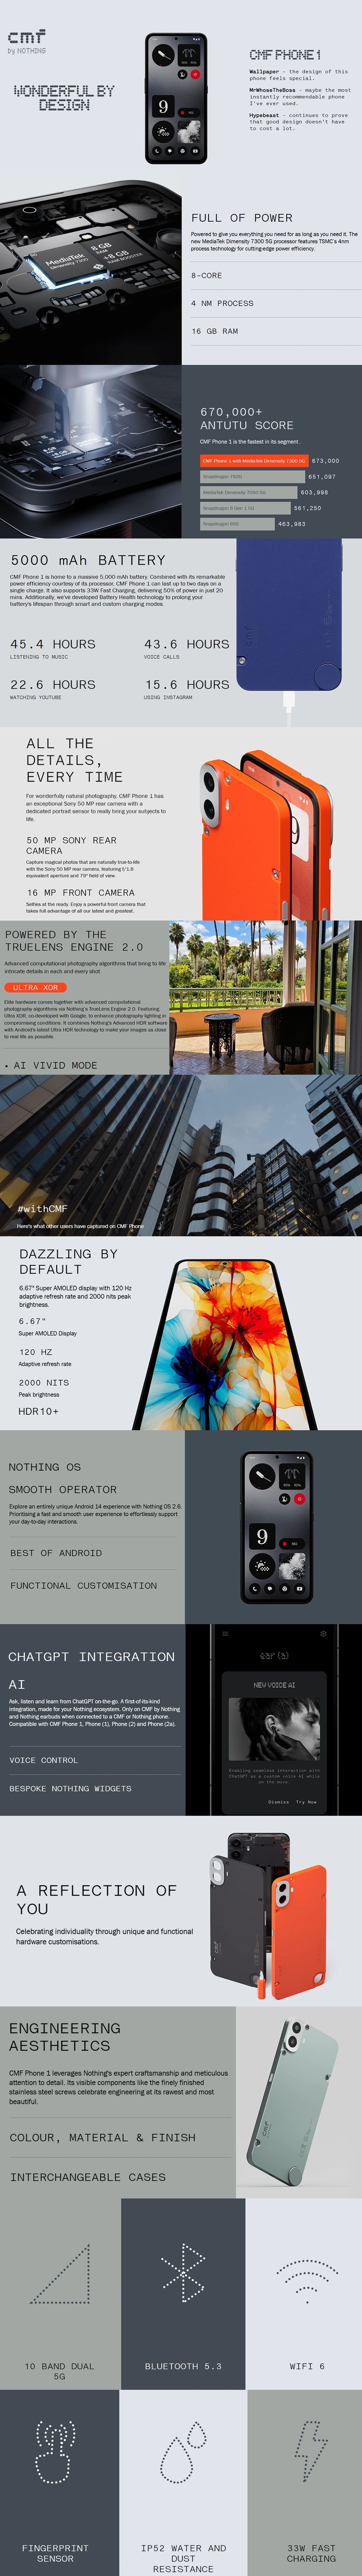 cmf
by NOTHING
WONDERFUL BY
DESIGN
CMF PHONE 1
Wallpaper - the design of this
phone feels special.
MrWhoseTheBoss - maybe the most
instantly recommendable phone
I've ever used.
Hypebeast - continues to prove
that good design doesn't have
to cost a lot.
MediaTek
Dimensity 7300
8 GB
RAM
+8 GB
RAM BOOSTER
FULL OF POWER
Powered to give you everything you need for as long as you need it. The
new MediaTek Dimensity 7300 5G processor features TSMC's 4nm
process technology for cutting-edge power efficiency.
8-CORE
4 NM PROCESS
16 GB RAM
670,000+
ANTUTU SCORE
CMF Phone 1 is the fastest in its segment.
CMF Phone 1 with MediaTek Dimensity 7300 5G 673,000
651,097
MediaTek Dimensity 7050 5G 603,998
Snapdragon 6 Gen 1 5G 561,250
Snapdragon 695 463,983
5000 mAh BATTERY
CMF Phone 1 is home to a massive 5,000 mAh battery. Combined with its remarkable
power efficiency courtesy of its processor. CMF Phone 1 can last up to two days on a
single charge. It also supports 33W Fast Charging, delivering 50% of power in just 20
minutes. Additionally, we've developed Battery Health technology to prolong your
battery's lifespan through smart and custom charging modes.
45.4 HOURS
LISTENING TO MUSIC
43.6 HOURS
VOICE CALLS
22.6 HOURS
WATCHING YOUTUBE
15.6 HOURS
USING INSTAGRAM
ALL THE
DETAILS,
EVERY TIME
For wonderfully natural photography, CMF Phone 1 has
an exceptional Sony 50 MP rear camera with a
dedicated portrait sensor to really bring your subjects to
life.
50 MP SONY REAR
CAMERA
Capture magical photos that are naturally true-to-life
with the Sony 50 MP rear camera, featuring f/1.8
equivalent aperture and 79° field of view.
16 MP FRONT CAMERA
Selfies at the ready. Enjoy a powerful front camera that
takes full advantage of all our latest and greatest.
POWERED BY THE
TRUELENS ENGINE 2.0
Advanced computational photography algorithms that bring to life
intricate details in each and every shot.
ULTRA XDR
Elite hardware comes together with advanced computational
photography algorithms via Nothing's TrueLens Engine 2.0. Featuring
Ultra XDR, co-developed with Google, to enhance photo lighting in
compromising conditions. It combines Nothing's Advanced HDR software
with Android's latest Ultra HDR technology to make your images as close
to real life as possible.
• AI VIVID MODE
#withCMF
Here's what other users have captured on CMF Phone
DAZZLING BY
DEFAULT
6.67" Super AMOLED display with 120 Hz
adaptive refresh rate and 2000 nits peak
brightness.
6.67"
Super AMOLED Display
120 HZ
Adaptive refresh rate
2000 NITS
Peak brightness
HDR10+
NOTHING OS
SMOOTH OPERATOR
Explore an entirely unique Android 14 experience with Nothing OS 2.6.
Prioritising a fast and smooth user experience to effortlessly support
your day-to-day interactions.
BEST OF ANDROID
FUNCTIONAL CUSTOMISATION
9
CHATGPT INTEGRATION
AI
Ask, listen and learn from ChatGPT on-the-go. A first-of-its-kind
integration, made for your Nothing ecosystem. Only on CMF by Nothing
and Nothing earbuds when connected to a CMF or Nothing phone.
Compatible with CMF Phone 1, Phone (1), Phone (2) and Phone (2a).
VOICE CONTROL
BESPOKE NOTHING WIDGETS
ear (a)
NEW VOICE AI
Enabling seamless interaction with
ChatGPT as a custom voice AI while
on the move.
Dismiss Try Now
A REFLECTION OF
YOU
Celebrating individuality through unique and functional
hardware customisations.
ENGINEERING
AESTHETICS
CMF Phone 1 leverages Nothing's expert craftsmanship and meticulous
attention to detail. Its visible components like the finely finished
stainless steel screws celebrate engineering at its rawest and most
beautiful.
COLOUR, MATERIAL & FINISH
INTERCHANGEABLE CASES
cmf
10 BAND DUAL
5G
BLUETOOTH 5.3
WIFI 6
FINGERPRINT
SENSOR
IP52 WATER AND
DUST
RESISTANCE
33W FAST
CHARGING